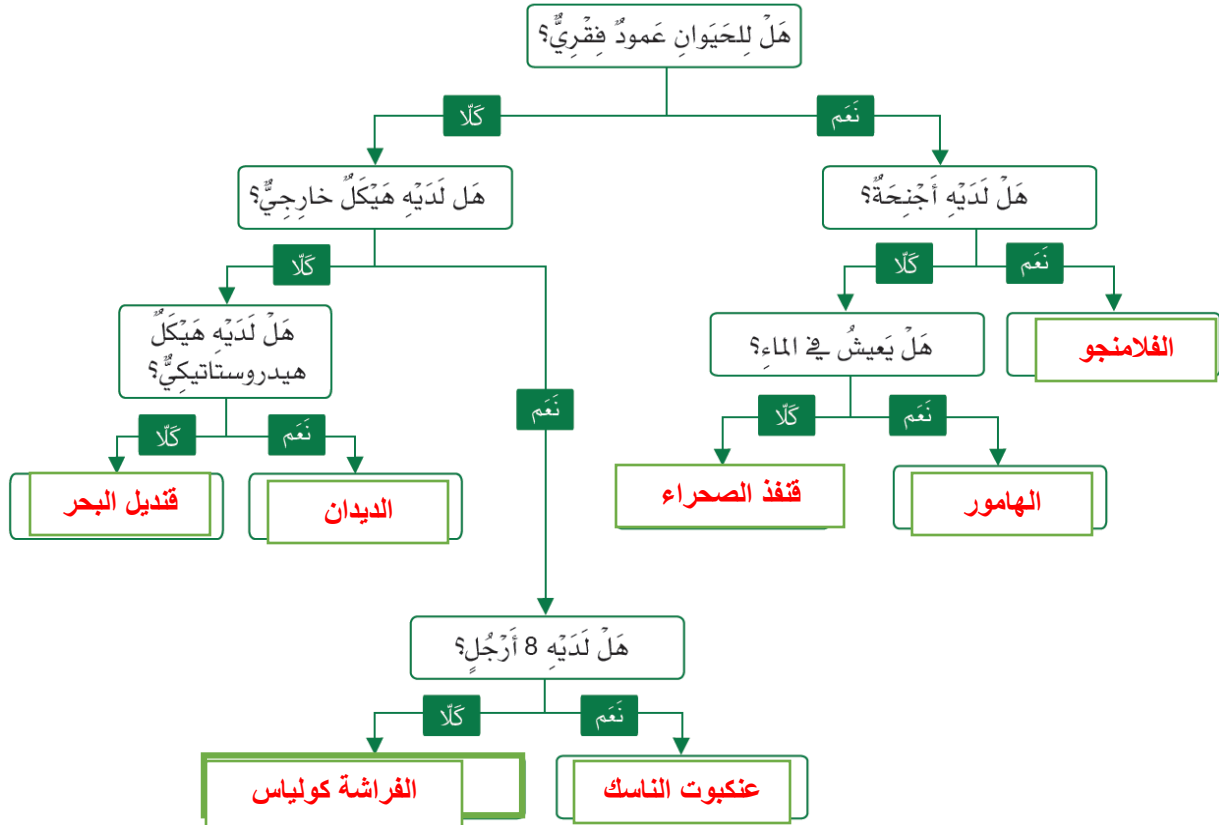 هَلْ لِلحَيَوانِ عَمودٌ فِقْرِيٌّ؟
نَعَم
كَلّا
هَلْ لَدَيْهِ أَجْنِحَةٌ؟
هَل لَدَيْهِ هَيْكَلٌ خارِجِيٌّ؟
نَعَم
كَلّا
كَلّا
الفلامنجو
هَلْ يَعيشُ في الماءِ؟
هَلْ لَدَيْهِ هَيْكَلٌ
هيدروستاتيكِيٌّ؟
نَعَم
كَلّا
نَعَم
نَعَم
كَلّا
الهامور
قنفذ الصحراء
الديدان
قنديل البحر
هَلْ لَدَيْهِ 8 أَرْجُلٍ؟
نَعَم
كَلّا
عنكبوت الناسك
الفراشة كولياس